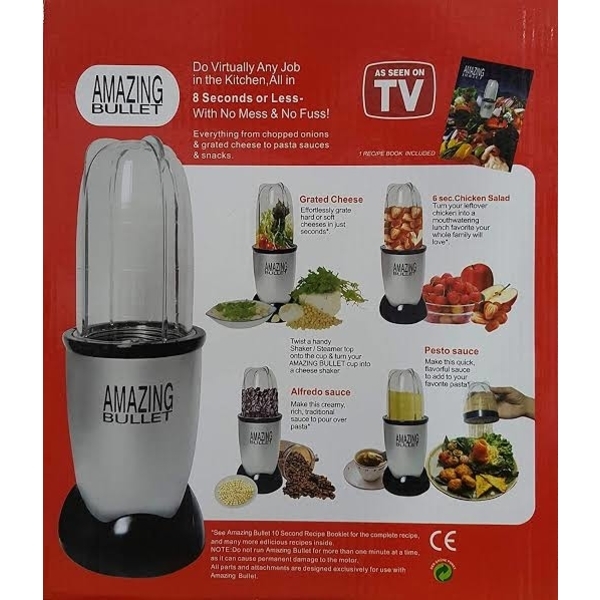 AMAZING
BULLET
Do Virtually Any Job
in the Kitchen,All in
8 Seconds or Less-
With No Mess & No Fuss!
Everything from chopped onions
& grated cheese to pasta sauces
& snacks.
AS SEEN ON
TV
AMAZING
BULLET
1 RECIPE BOOK INCLUDED
Grated Cheese
Effortlessly grate
hard or soft
cheeses in just
seconds*.
AMAZING
BULLET
6 sec.Chicken Salad
Turn your leftover
chicken into a
mouthwatering
lunch favorite your
whole family will
love*.
AMAZING
BULLET
Twist a handy
Shaker / Steamer top
onto the cup & turn your
AMAZING BULLET cup into
a cheese shaker
Alfredo sauce
Make this creamy,
rich, traditional
sauce to pour over
pasta*
AMAZING
BULLET
Pesto sauce
Make this quick,
flavorful sauce
to add to your
favorite pasta*
AMAZING
BULLET
AMAZING
BULLET
*See Amazing Bullet 10 Second Recipe Booklet for the complete recipe,
and many more edlicious recipes inside.
NOTE:Do not run Amazing Bullet for more than one minute at a time,
as it can cause permanent damage to the motor.
All parts and attachments are designed exclusively for use with
Amazing Bullet.
CE